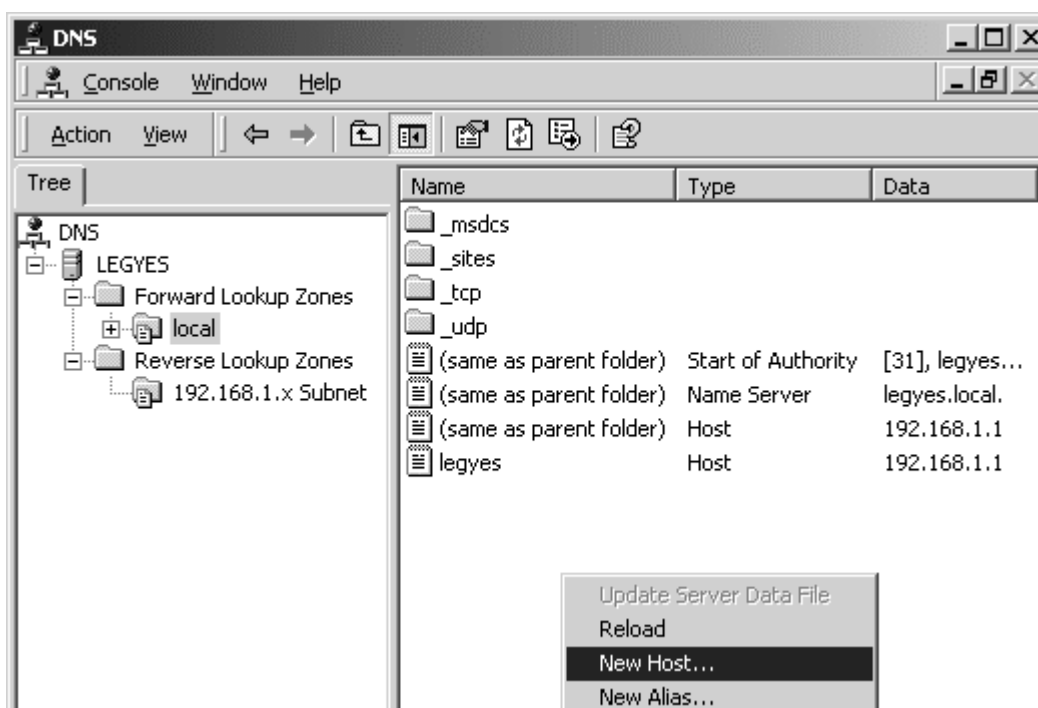 DNS
Console Window Help
Action View
Tree
Name Type Data
DNS
LEGYES
Forward Lookup Zones
local
Reverse Lookup Zones
192.168.1.x Subnet
_msdcs
_sites
_tcp
_udp
(same as parent folder) Start of Authority [31], legyes...
(same as parent folder) Name Server legyes.local.
(same as parent folder) Host 192.168.1.1
legyes Host 192.168.1.1
Update Server Data File
Reload
New Host...
New Alias...